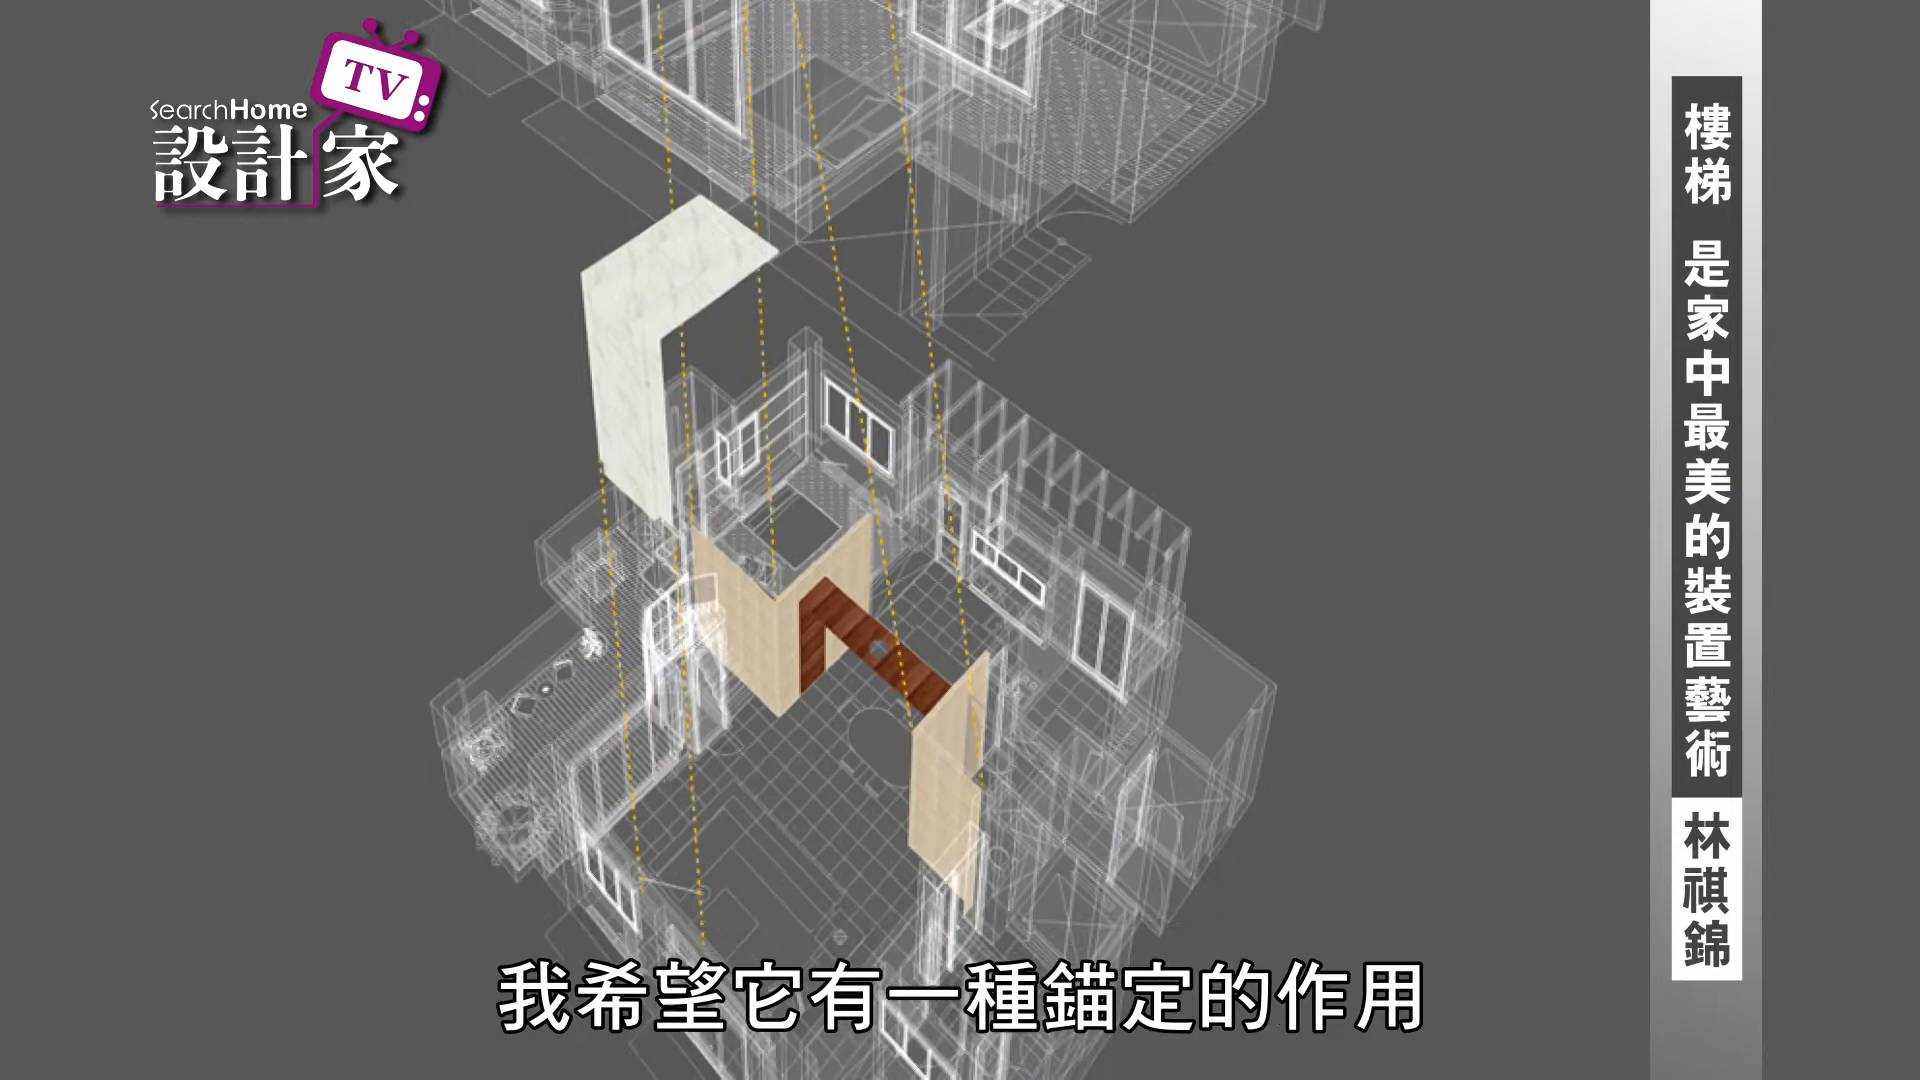 TV
SearchHome
設計家
樓梯 是家中最美的裝置藝術
林祺錦
我希望它有一種錨定的作用